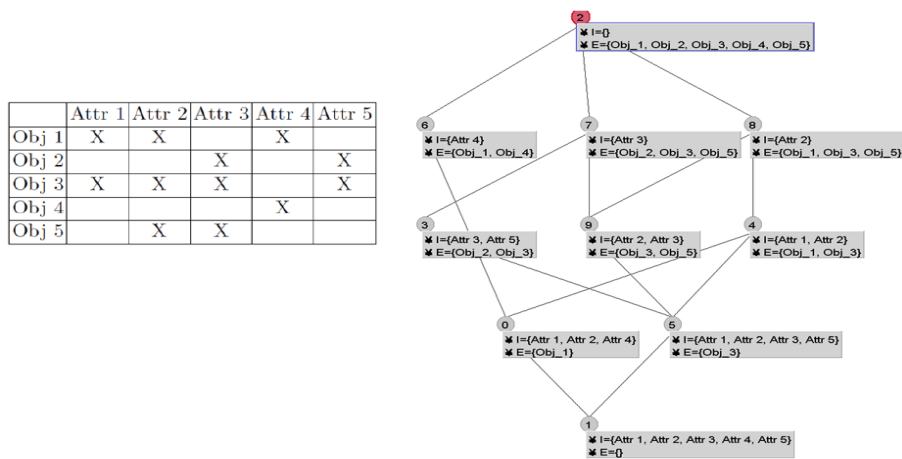 Attr 1 Attr 2 Attr 3 Attr 4 Attr 5
Obj 1 X X X
Obj 2 X X
Obj 3 X X X X
Obj 4 X
Obj 5 X X
2
I={}
E={Obj_1, Obj_2, Obj_3, Obj_4, Obj_5}
6
I={Attr 4}
E={Obj_1, Obj_4}
7
I={Attr 3}
E={Obj_2, Obj_3, Obj_5}
8
I={Attr 2}
E={Obj_1, Obj_3, Obj_5}
3
I={Attr 3, Attr 5}
E={Obj_2, Obj_3}
9
I={Attr 2, Attr 3}
E={Obj_3, Obj_5}
4
I={Attr 1, Attr 2}
E={Obj_1, Obj_3}
0
I={Attr 1, Attr 2, Attr 4}
E={Obj_1}
5
I={Attr 1, Attr 2, Attr 3, Attr 5}
E={Obj_3}
1
I={Attr 1, Attr 2, Attr 3, Attr 4, Attr 5}
E={}